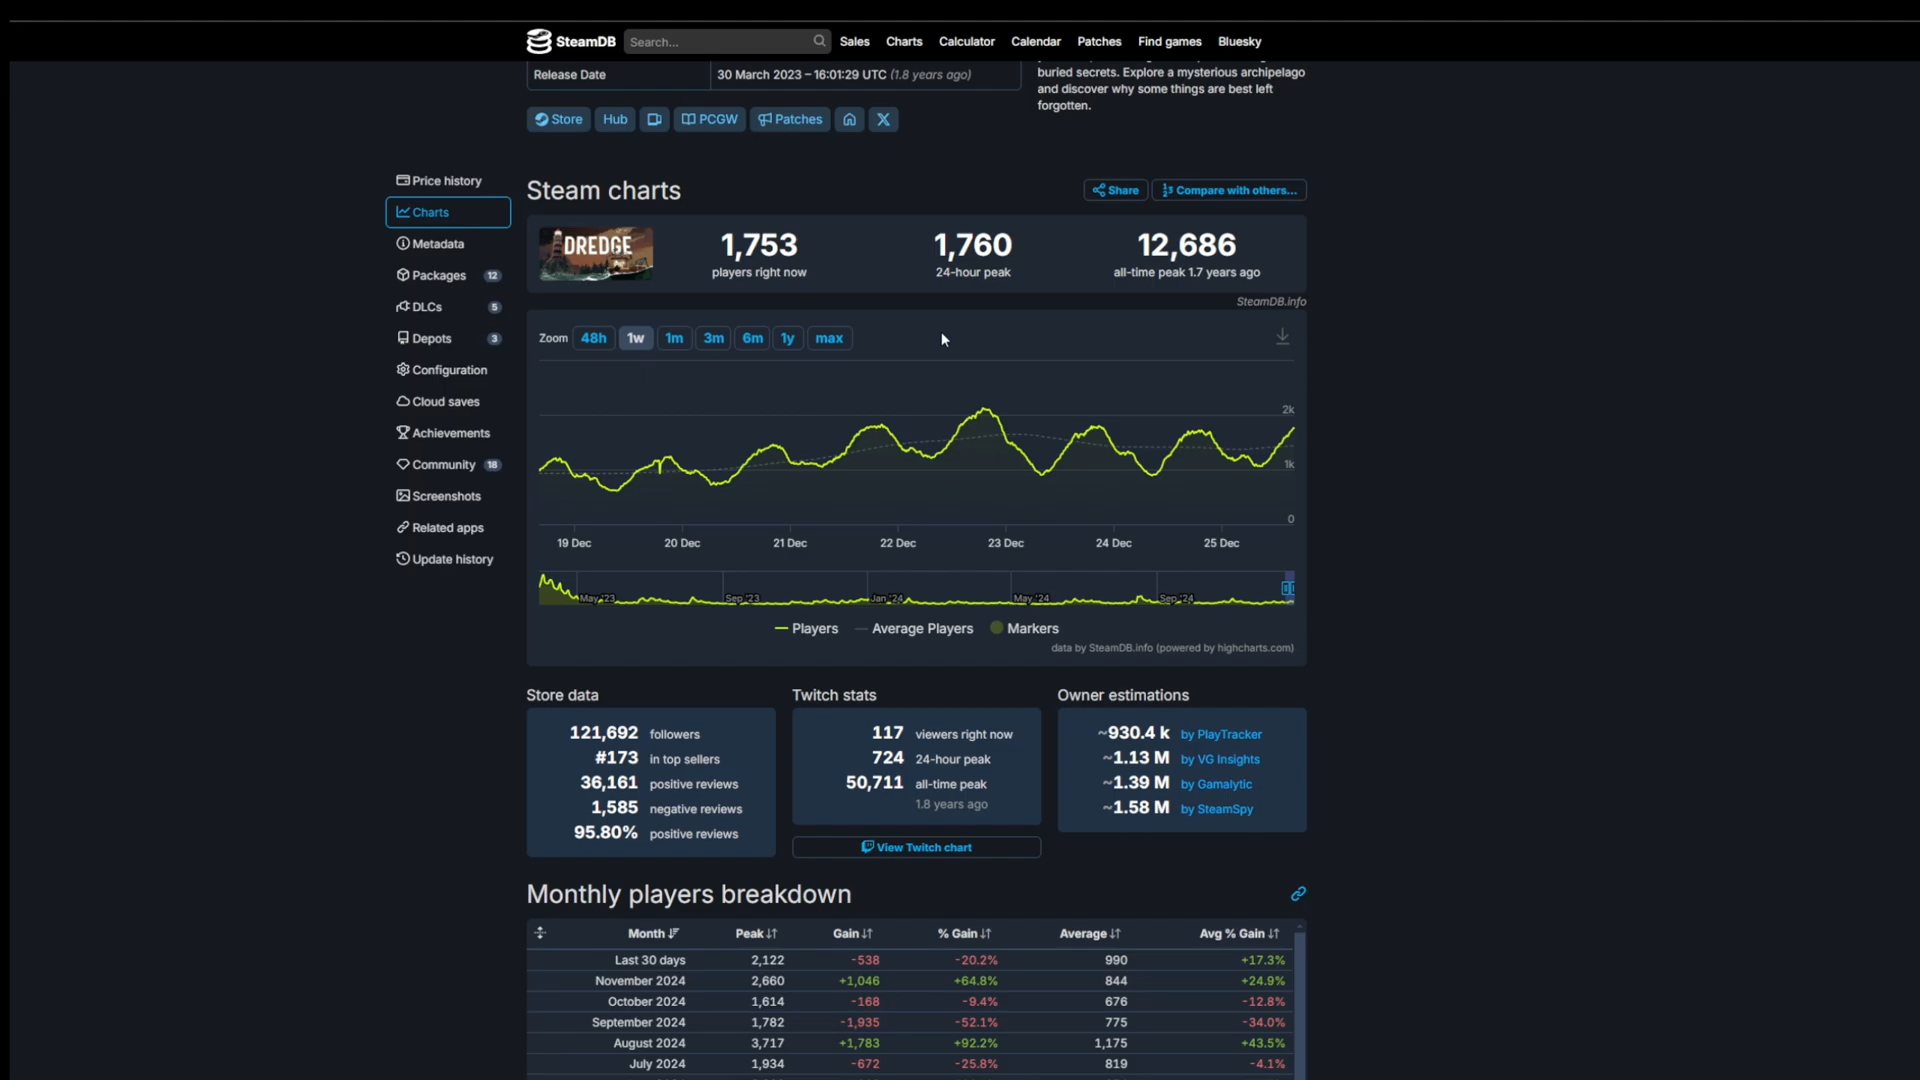 SteamDB Search... Sales Charts Calculator Calendar Patches Find games Bluesky
Release Date 30 March 2023 – 16:01:29 UTC (1.8 years ago)
buried secrets. Explore a mysterious archipelago
and discover why some things are best left
forgotten.
Store Hub PCGW Patches
Price history
Charts
Metadata
Packages 12
DLCs 5
Depots 3
Configuration
Cloud saves
Achievements
Community 18
Screenshots
Related apps
Update history
Steam charts
Share Compare with others...
DREDGE
1,753 1,760 12,686
players right now 24-hour peak all-time peak 1.7 years ago
SteamDB.info
Zoom 48h 1w 1m 3m 6m 1y max
2k
1k
0
19 Dec 20 Dec 21 Dec 22 Dec 23 Dec 24 Dec 25 Dec
May '23 Sep '23 Jan '24 May '24 Sep '24
Players Average Players Markers
data by SteamDB.info (powered by highcharts.com)
Store data
121,692 followers
#173 in top sellers
36,161 positive reviews
1,585 negative reviews
95.80% positive reviews
Twitch stats
117 viewers right now
724 24-hour peak
50,711 all-time peak
1.8 years ago
View Twitch chart
Owner estimations
~930.4 k by PlayTracker
~1.13 M by VG Insights
~1.39 M by Gamalytic
~1.58 M by SteamSpy
Monthly players breakdown
Month Peak Gain % Gain Average Avg % Gain
Last 30 days 2,122 -538 -20.2% 990 +17.3%
November 2024 2,660 +1,046 +64.8% 844 +24.9%
October 2024 1,614 -168 -9.4% 676 -12.8%
September 2024 1,782 -1,935 -52.1% 775 -34.0%
August 2024 3,717 +1,783 +92.2% 1,175 +43.5%
July 2024 1,934 -672 -25.8% 819 -4.1%